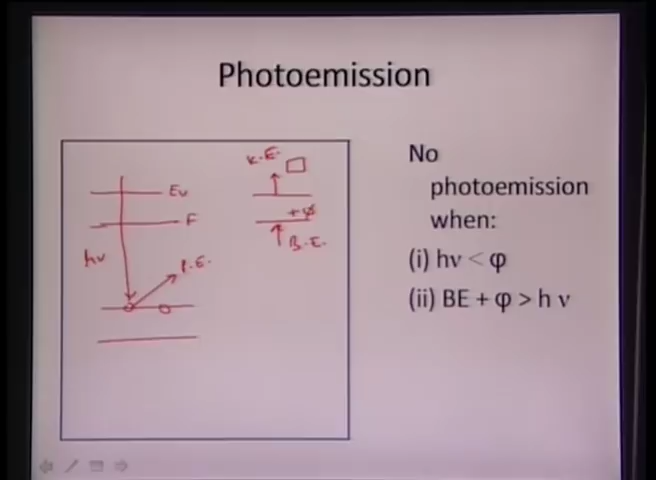 Photoemission
K.E.
Ev
F
+φ
B.E.
hν
P.E.
No
photoemission
when:
(i) hν < φ
(ii) BE + φ > h ν